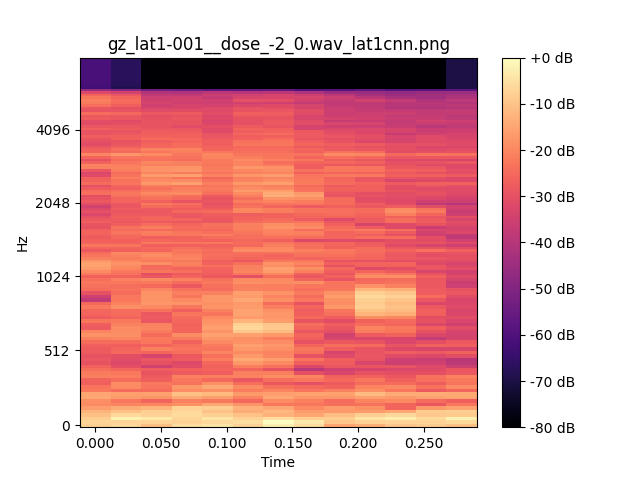 gz_lat1-001__dose_-2_0.wav_lat1cnn.png
Hz
4096
2048
1024
512
0
0.000 0.050 0.100 0.150 0.200 0.250
Time
+0 dB
-10 dB
-20 dB
-30 dB
-40 dB
-50 dB
-60 dB
-70 dB
-80 dB